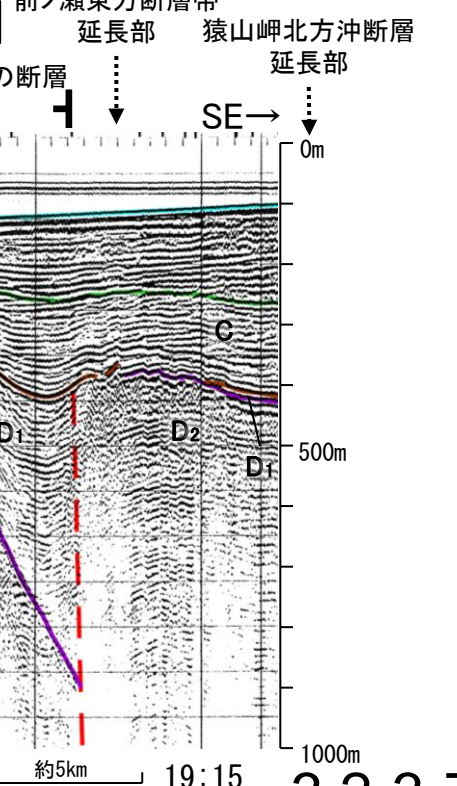 前ノ瀬東方断層帯
延長部
猿山岬北方沖断層
延長部
の断層
SE→
0m
C
D1
D2
D1
500m
1000m
約5km
19:15